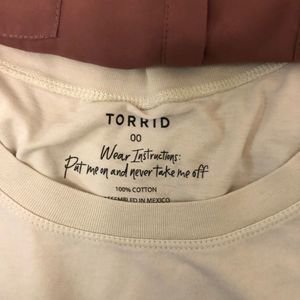 TORRID
00
Wear Instructions:
Put me on and never take me off
100% COTTON
ASSEMBLED IN MEXICO